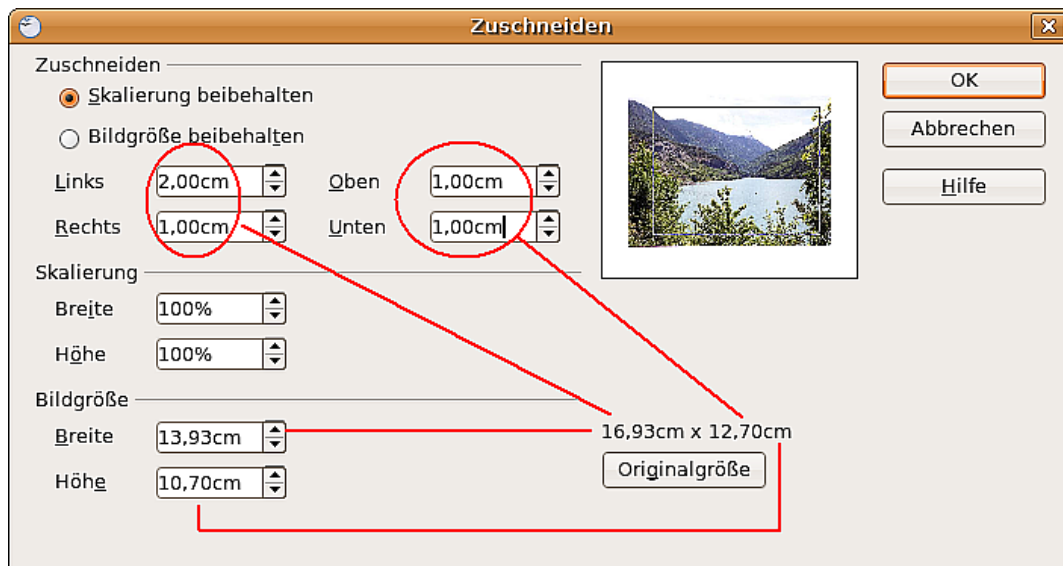 Zuschneiden
Zuschneiden
Skalierung beibehalten
Bildgröße beibehalten
Links 2,00cm Oben 1,00cm
Rechts 1,00cm Unten 1,00cm
Skalierung
Breite 100%
Höhe 100%
Bildgröße
Breite 13,93cm
Höhe 10,70cm
16,93cm x 12,70cm
Originalgröße
OK
Abbrechen
Hilfe